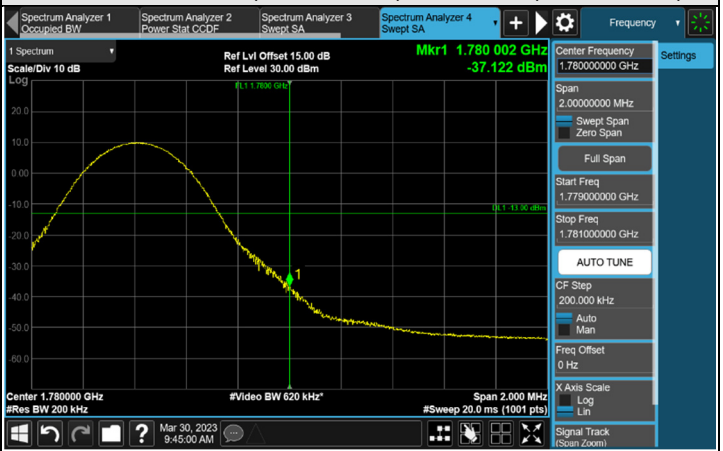 Spectrum Analyzer 1
Occupied BW
Spectrum Analyzer 2
Power Stat CCDF
Spectrum Analyzer 3
Swept SA
Spectrum Analyzer 4
Swept SA
Frequency
1 Spectrum
Scale/Div 10 dB
Log
Ref Lvl Offset 15.00 dB
Ref Level 30.00 dBm
Mkr1 1.780 002 GHz
-37.122 dBm
FL1 1.7800 GHz
20.0
10.0
0.00
-10.0
-20.0
-30.0
-40.0
-50.0
-60.0
DL1 -13.00 dBm
1
Center 1.780000 GHz
#Res BW 200 kHz
#Video BW 620 kHz*
Span 2.000 MHz
#Sweep 20.0 ms (1001 pts)
Center Frequency
1.780000000 GHz
Span
2.00000000 MHz
Swept Span
Zero Span
Full Span
Start Freq
1.779000000 GHz
Stop Freq
1.781000000 GHz
AUTO TUNE
CF Step
200.000 kHz
Auto
Man
Freq Offset
0 Hz
X Axis Scale
Log
Lin
Signal Track
(Span Zoom)
Settings
?
Mar 30, 2023
9:45:00 AM